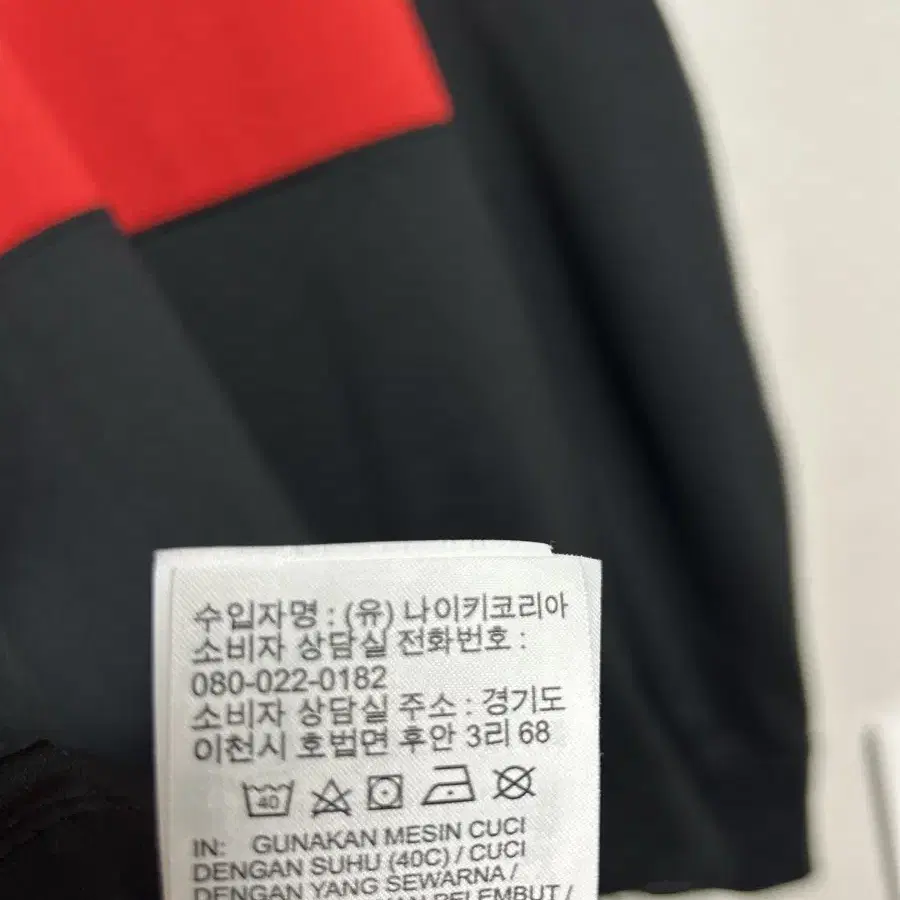 수입자명 : (유) 나이키코리아
소비자 상담실 전화번호 :
080-022-0182
소비자 상담실 주소 : 경기도
이천시 호법면 후안 3리 68
40
IN: GUNAKAN MESIN CUCI
DENGAN SUHU (40C) / CUCI
DENGAN YANG SEWARNA /
PELEMBUT /